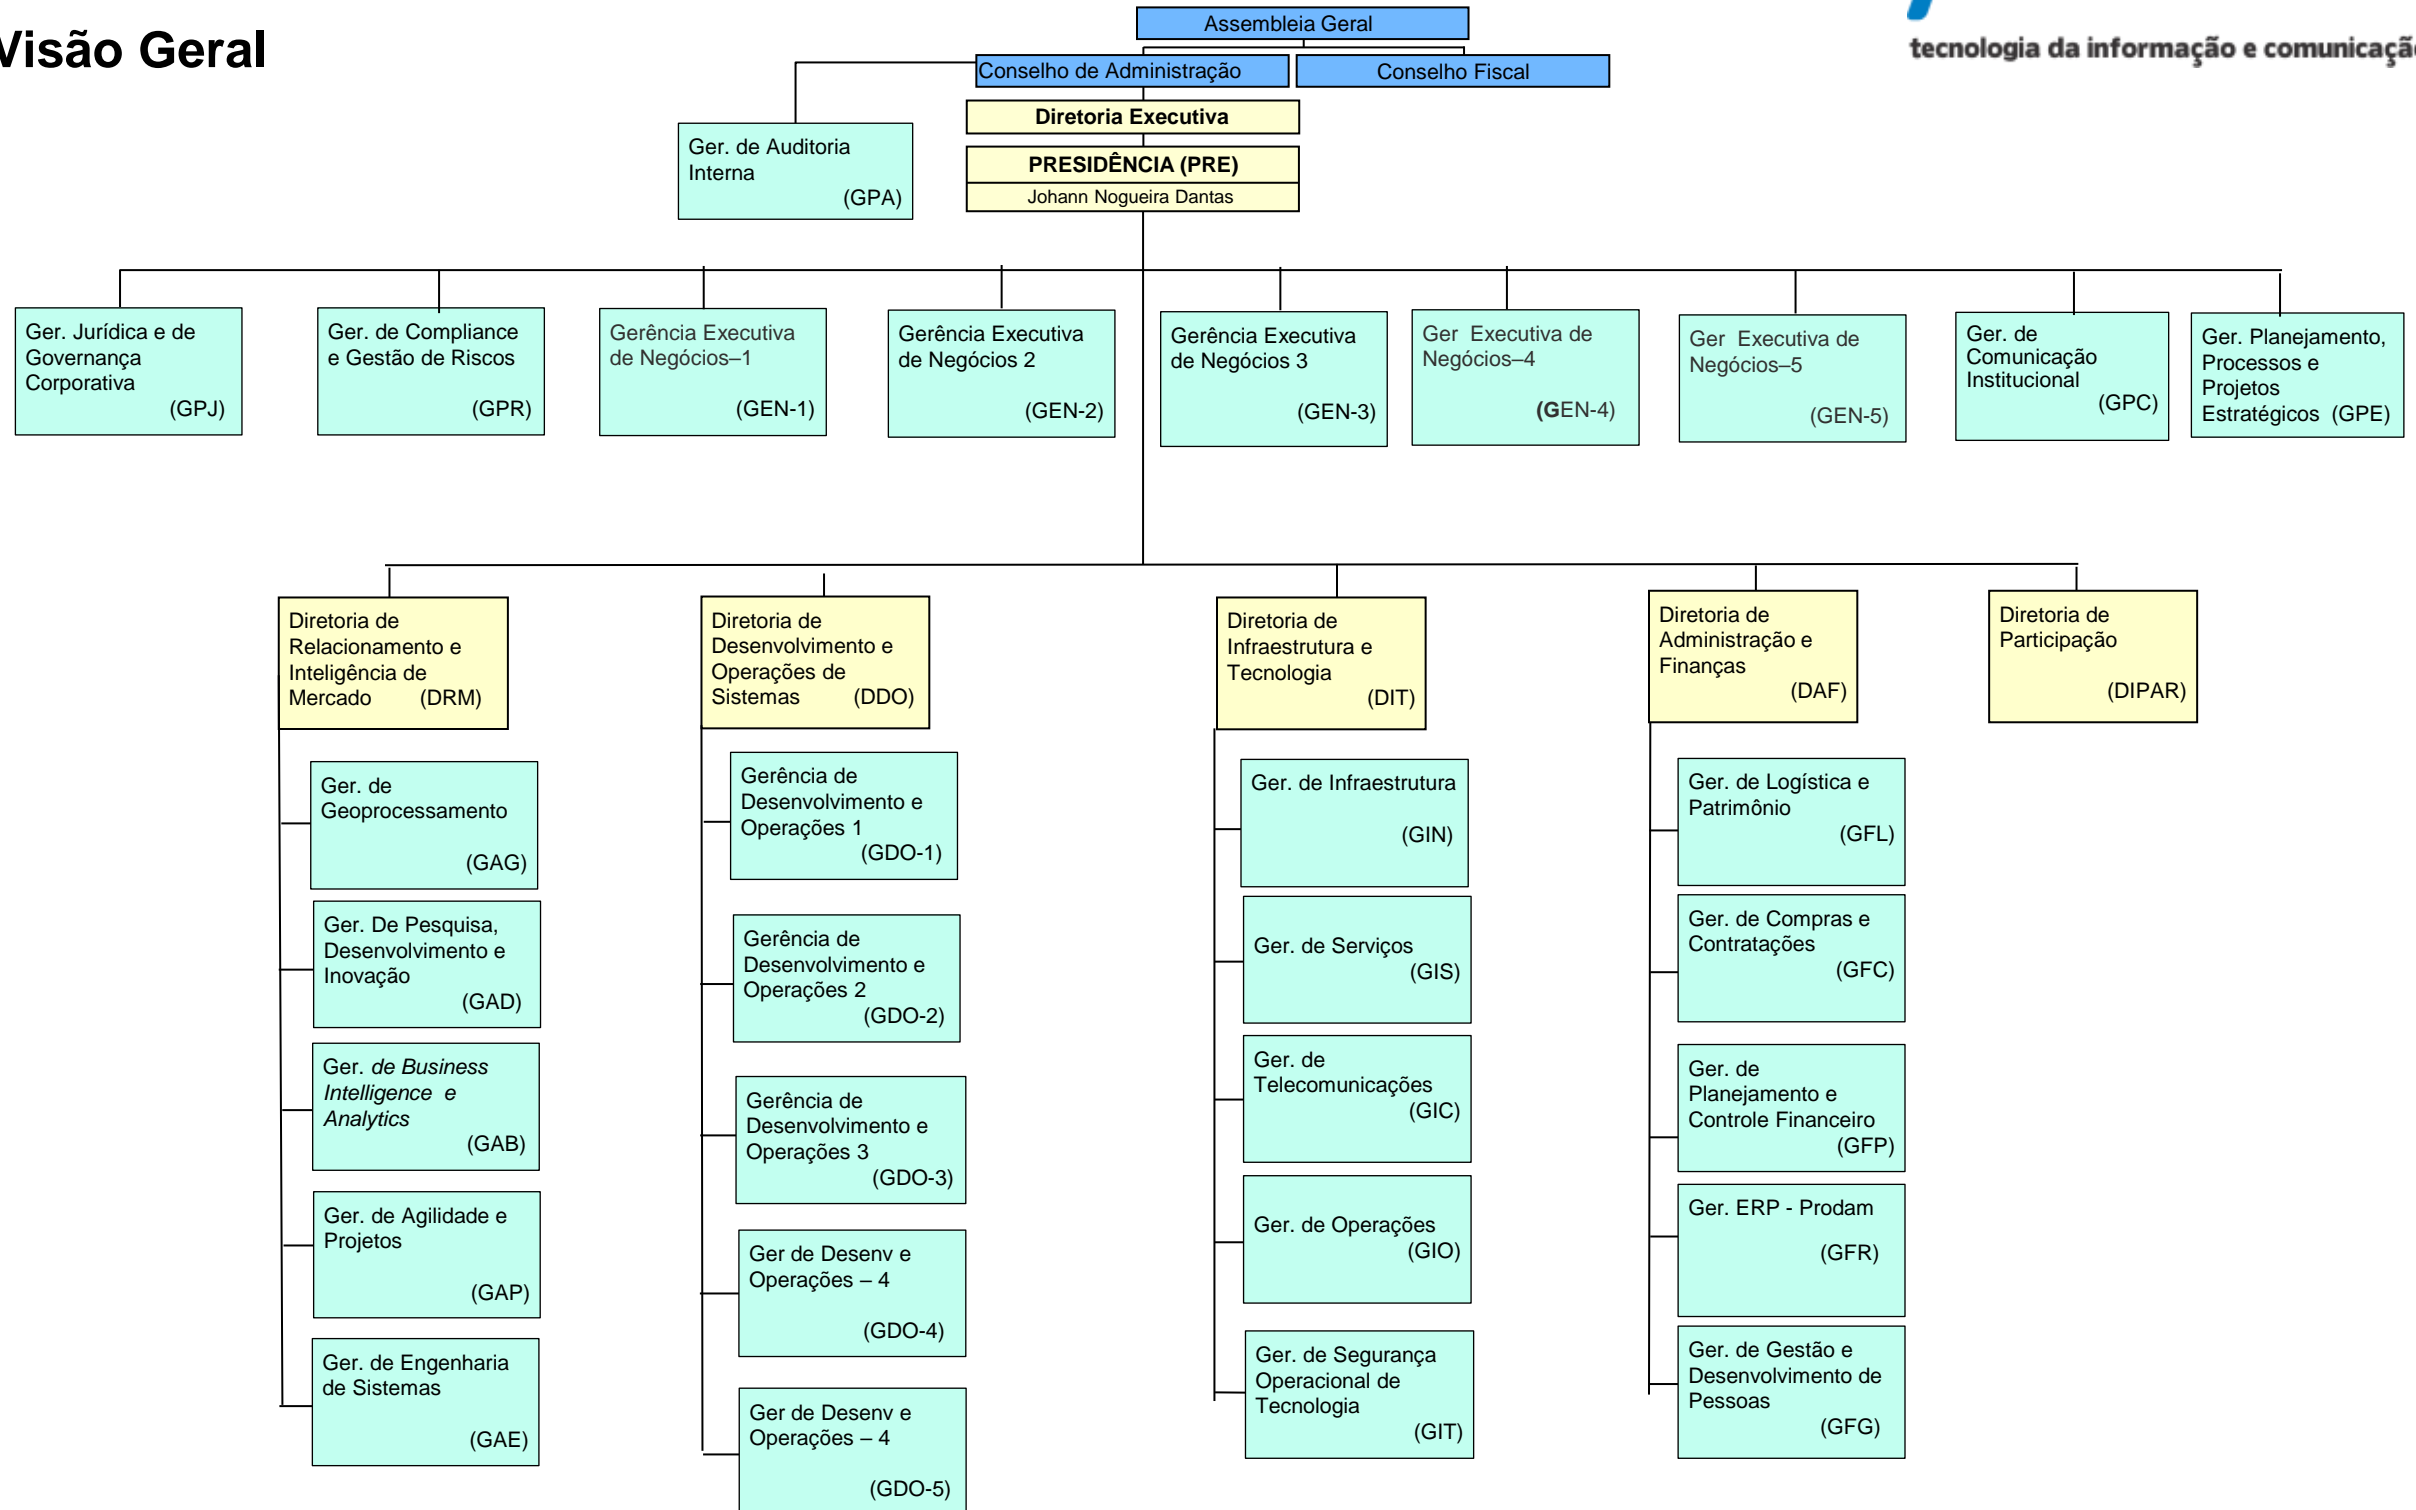 Visão Geral
tecnologia da informação e comunicação
Assembleia Geral
Conselho de Administração
Conselho Fiscal
Diretoria Executiva
PRESIDÊNCIA (PRE)
Johann Nogueira Dantas
Ger. de Auditoria
Interna
(GPA)
Ger. Jurídica e de
Governança
Corporativa
(GPJ)
Ger. de Compliance
e Gestão de Riscos
(GPR)
Gerência Executiva
de Negócios–1
(GEN-1)
Gerência Executiva
de Negócios 2
(GEN-2)
Gerência Executiva
de Negócios 3
(GEN-3)
Ger  Executiva de
Negócios–4
(GEN-4)
Ger  Executiva de
Negócios–5
(GEN-5)
Ger. de
Comunicação
Institucional
(GPC)
Ger. Planejamento,
Processos e
Projetos
Estratégicos  (GPE)
Diretoria de
Relacionamento e
Inteligência de
Mercado (DRM)
Ger. de
Geoprocessamento
(GAG)
Ger. De Pesquisa,
Desenvolvimento e
Inovação
(GAD)
Ger. de Business
Intelligence  e
Analytics
(GAB)
Ger. de Agilidade e
Projetos
(GAP)
Ger. de Engenharia
de Sistemas
(GAE)
Diretoria de
Desenvolvimento e
Operações de
Sistemas (DDO)
Gerência de
Desenvolvimento e
Operações 1
(GDO-1)
Gerência de
Desenvolvimento e
Operações 2
(GDO-2)
Gerência de
Desenvolvimento e
Operações 3
(GDO-3)
Ger de Desenv e
Operações – 4
(GDO-4)
Ger de Desenv e
Operações – 4
(GDO-5)
Diretoria de
Infraestrutura e
Tecnologia
(DIT)
Ger. de Infraestrutura
(GIN)
Ger. de Serviços
(GIS)
Ger. de
Telecomunicações
(GIC)
Ger. de Operações
(GIO)
Ger. de Segurança
Operacional de
Tecnologia
(GIT)
Diretoria de
Administração e
Finanças
(DAF)
Ger. de Logística e
Patrimônio
(GFL)
Ger. de Compras e
Contratações
(GFC)
Ger. de
Planejamento e
Controle Financeiro
(GFP)
Ger. ERP - Prodam
(GFR)
Ger. de Gestão e
Desenvolvimento de
Pessoas
(GFG)
Diretoria de
Participação
(DIPAR)